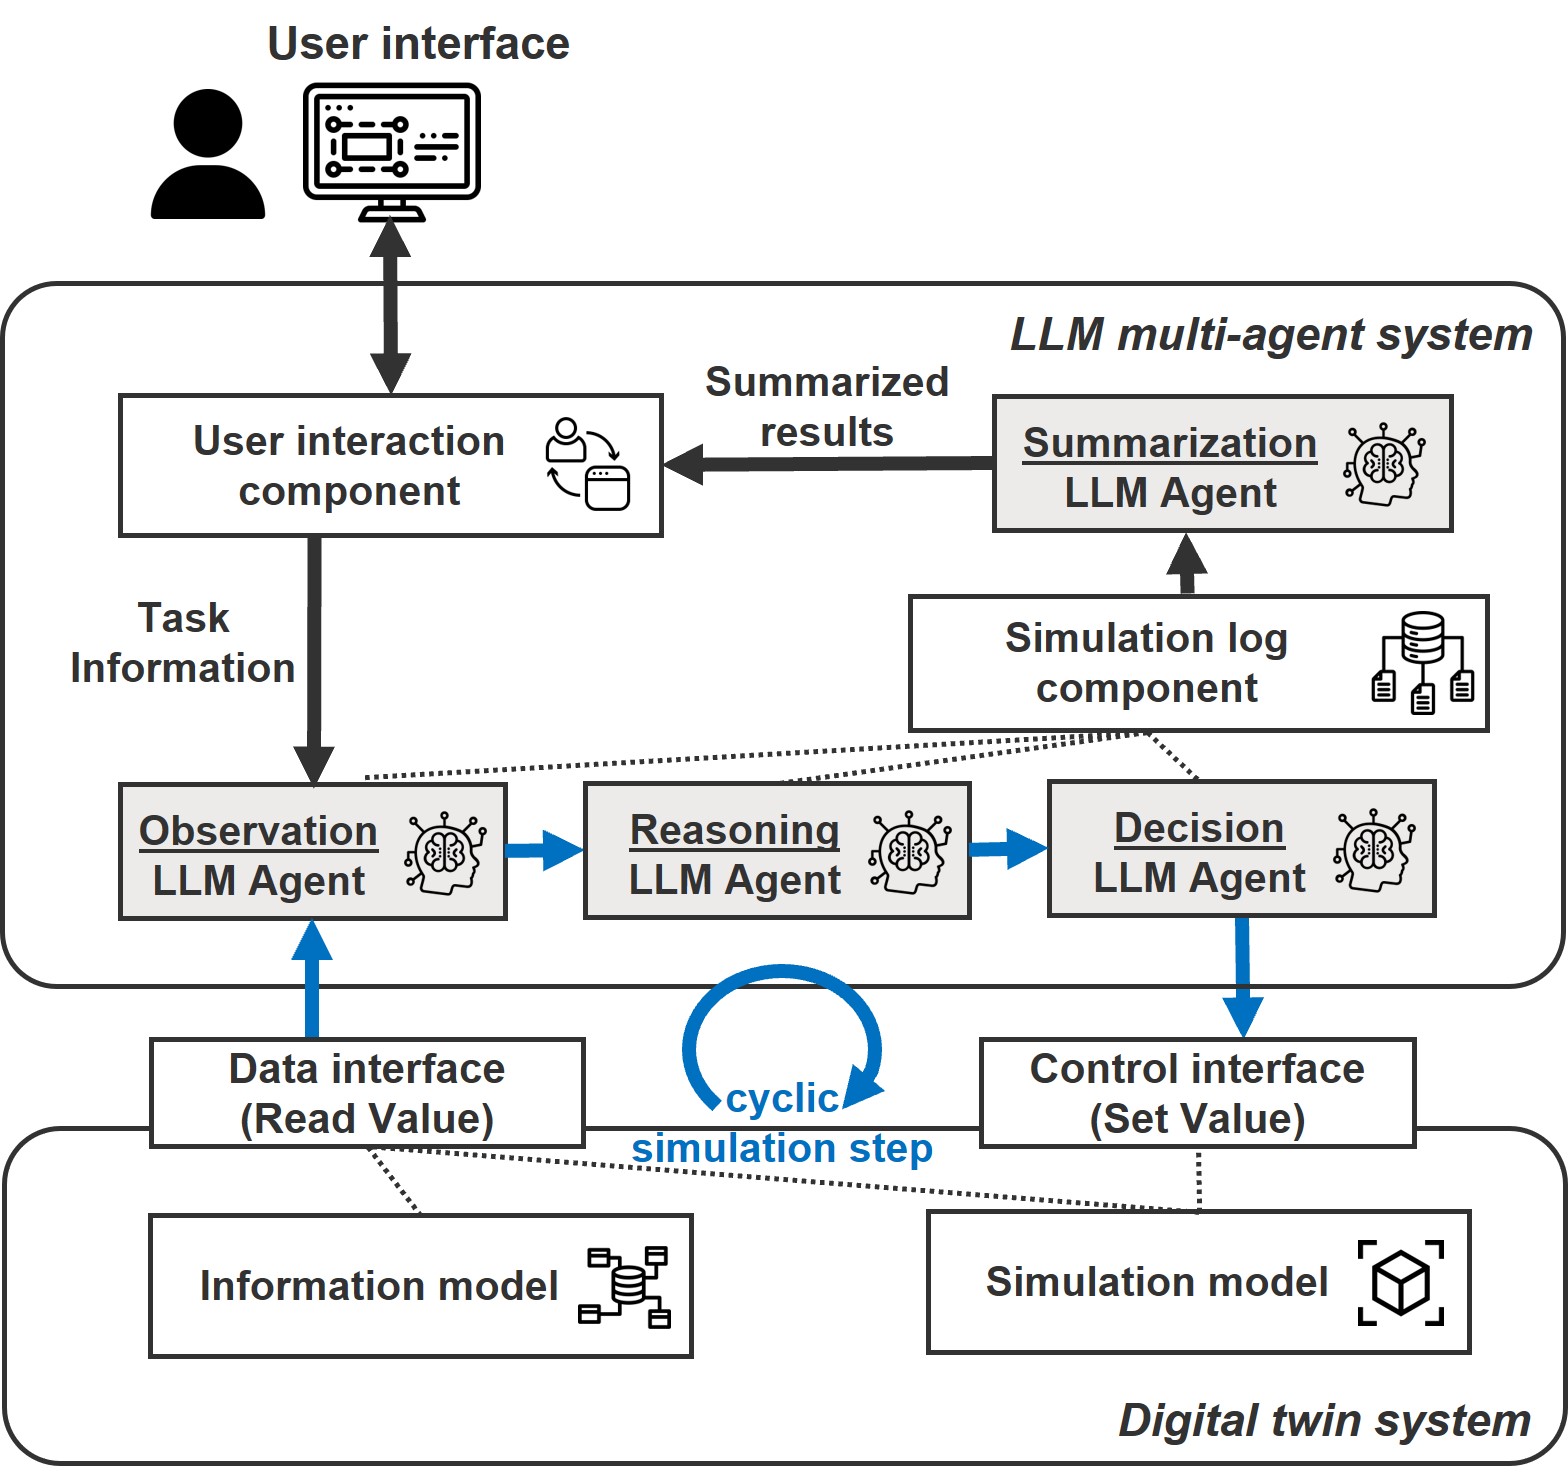 User interface
LLM multi-agent system
User interaction
component
Summarized
results
Summarization
LLM Agent
Task
Information
Simulation log
component
Observation
LLM Agent
Reasoning
LLM Agent
Decision
LLM Agent
Data interface
(Read Value)
cyclic
simulation step
Control interface
(Set Value)
Information model
Simulation model
Digital twin system